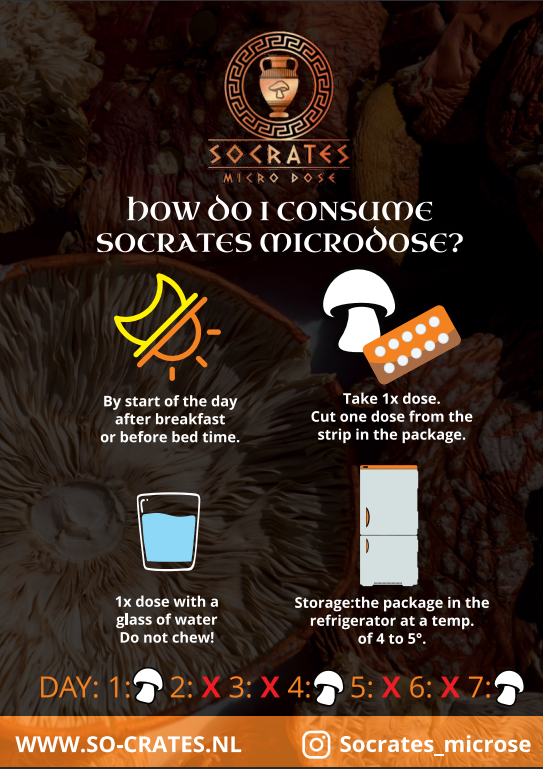 SOCRATES
MICRO DOSE
HOW DO I CONSUME
SOCRATES MICRODOSE?
By start of the day
after breakfast
or before bed time.
Take 1x dose.
Cut one dose from the
strip in the package.
1x dose with a
glass of water
Do not chew!
Storage:the package in the
refrigerator at a temp.
of 4 to 5°.
DAY: 1: 2: X 3: X 4: 5: X 6: X 7:
WWW.SO-CRATES.NL
Socrates_microse